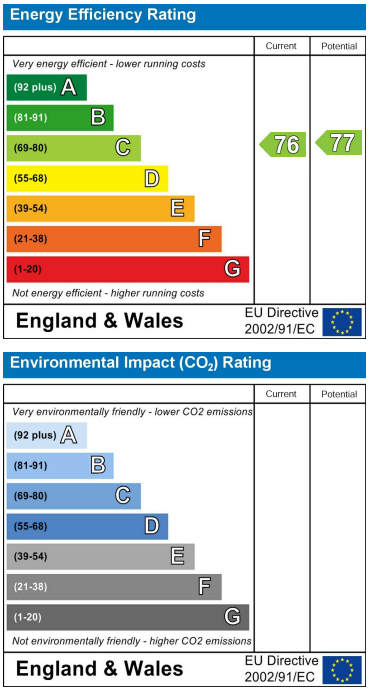 Energy Efficiency Rating
Current Potential
Very energy efficient - lower running costs
(92 plus) A
(81-91) B
(69-80) C 76 77
(55-68) D
(39-54) E
(21-38) F
(1-20) G
Not energy efficient - higher running costs
England & Wales EU Directive
2002/91/EC
Environmental Impact (CO₂) Rating
Current Potential
Very environmentally friendly - lower CO2 emissions
(92 plus) A
(81-91) B
(69-80) C
(55-68) D
(39-54) E
(21-38) F
(1-20) G
Not environmentally friendly - higher CO2 emissions
England & Wales EU Directive
2002/91/EC